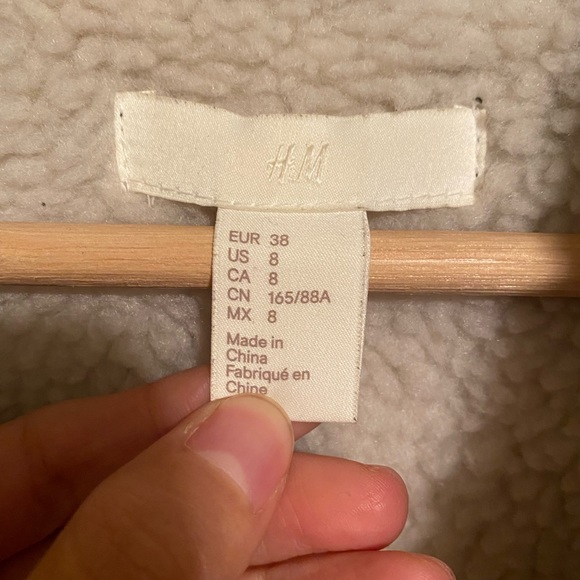 H&M
EUR 38
US 8
CA 8
CN 165/88A
MX 8
Made in
China
Fabriqué en
Chine